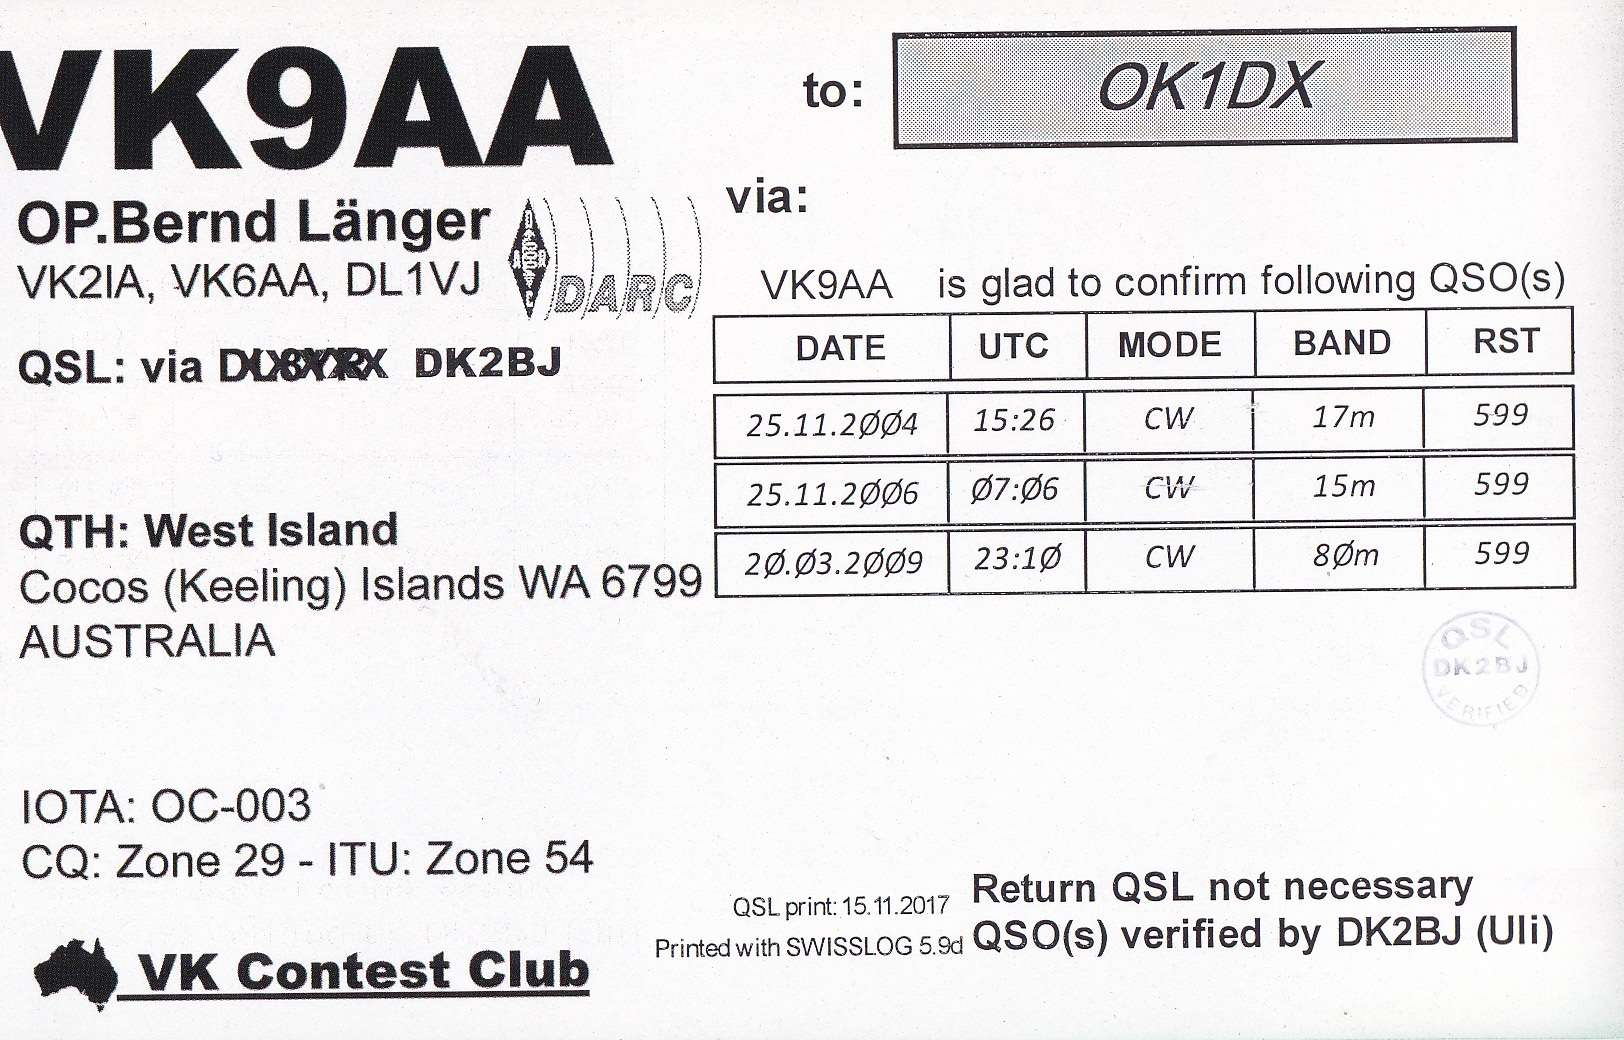 VK9AA
OP.Bernd Länger
VK2IA, VK6AA, DL1VJ
DARC
QSL: via DK2BJ
QTH: West Island
Cocos (Keeling) Islands WA 6799
AUSTRALIA
IOTA: OC-003
CQ: Zone 29 - ITU: Zone 54
VK Contest Club
to: OK1DX
via:
VK9AA is glad to confirm following QSO(s)
DATE UTC MODE BAND RST
25.11.2ØØ4 15:26 CW 17m 599
25.11.2ØØ6 Ø7:Ø6 CW 15m 599
2Ø.Ø3.2ØØ9 23:1Ø CW 8Øm 599
QSL
DK2BJ
VERIFIED
QSL print: 15.11.2017
Printed with SWISSLOG 5.9d
Return QSL not necessary
QSO(s) verified by DK2BJ (Uli)